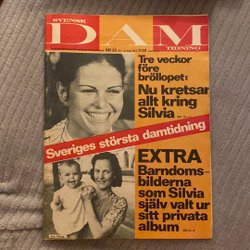 SVENSK
DAM
TIDNING
Tre veckor
före
bröllopet:
Nu kretsar
allt kring
Silvia
Sveriges största damtidning
EXTRA
Barndoms-
bilderna
som Silvia
själv valt ur
sitt privata
album